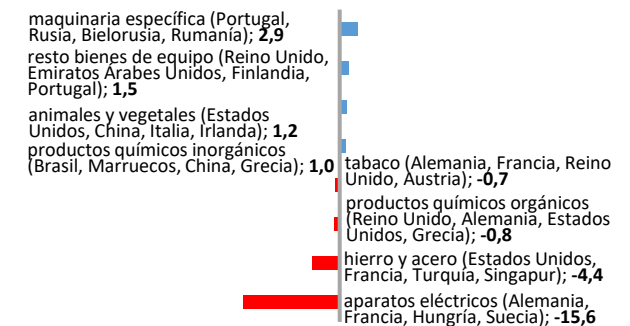 maquinaria específica (Portugal,
Rusia, Bielorusia, Rumanía); 2,9
resto bienes de equipo (Reino Unido,
Emiratos Árabes Unidos, Finlandia,
Portugal); 1,5
animales y vegetales (Estados
Unidos, China, Italia, Irlanda); 1,2
productos químicos inorgánicos
(Brasil, Marruecos, China, Grecia); 1,0
tabaco (Alemania, Francia, Reino
Unido, Austria); -0,7
productos químicos orgánicos
(Reino Unido, Alemania, Estados
Unidos, Grecia); -0,8
hierro y acero (Estados Unidos,
Francia, Turquía, Singapur); -4,4
aparatos eléctricos (Alemania,
Francia, Hungría, Suecia); -15,6